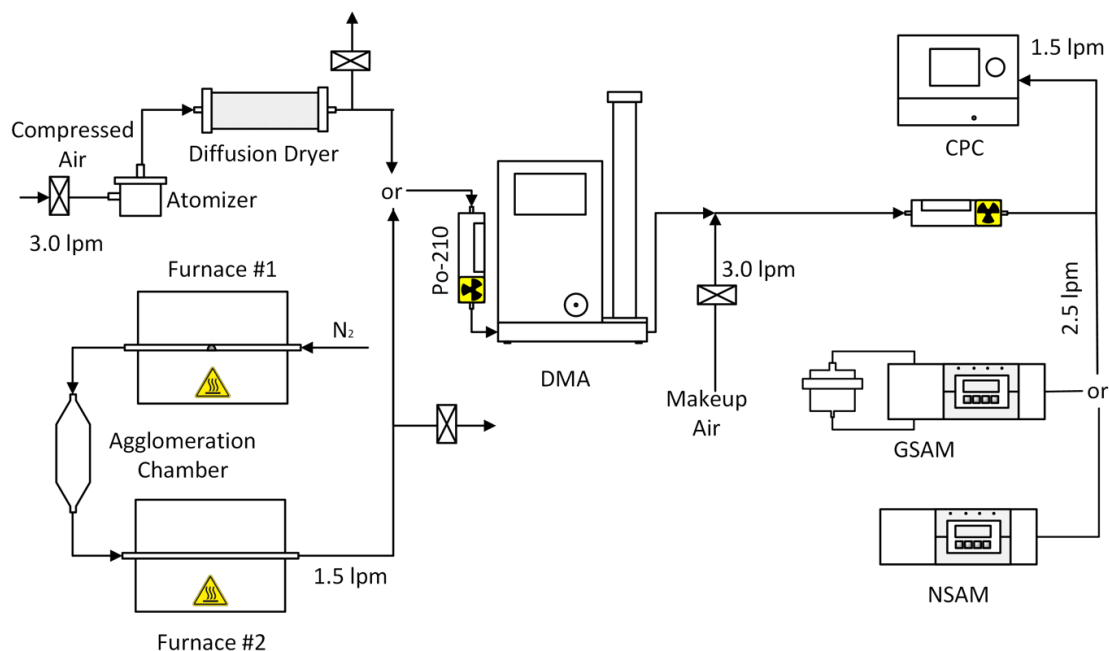 1.5 lpm
Compressed
Air
Diffusion Dryer
CPC
Atomizer
or
3.0 lpm
Po-210
Furnace #1
3.0 lpm
2.5 lpm
N₂
DMA
Makeup
Air
or
Agglomeration
Chamber
GSAM
1.5 lpm
NSAM
Furnace #2